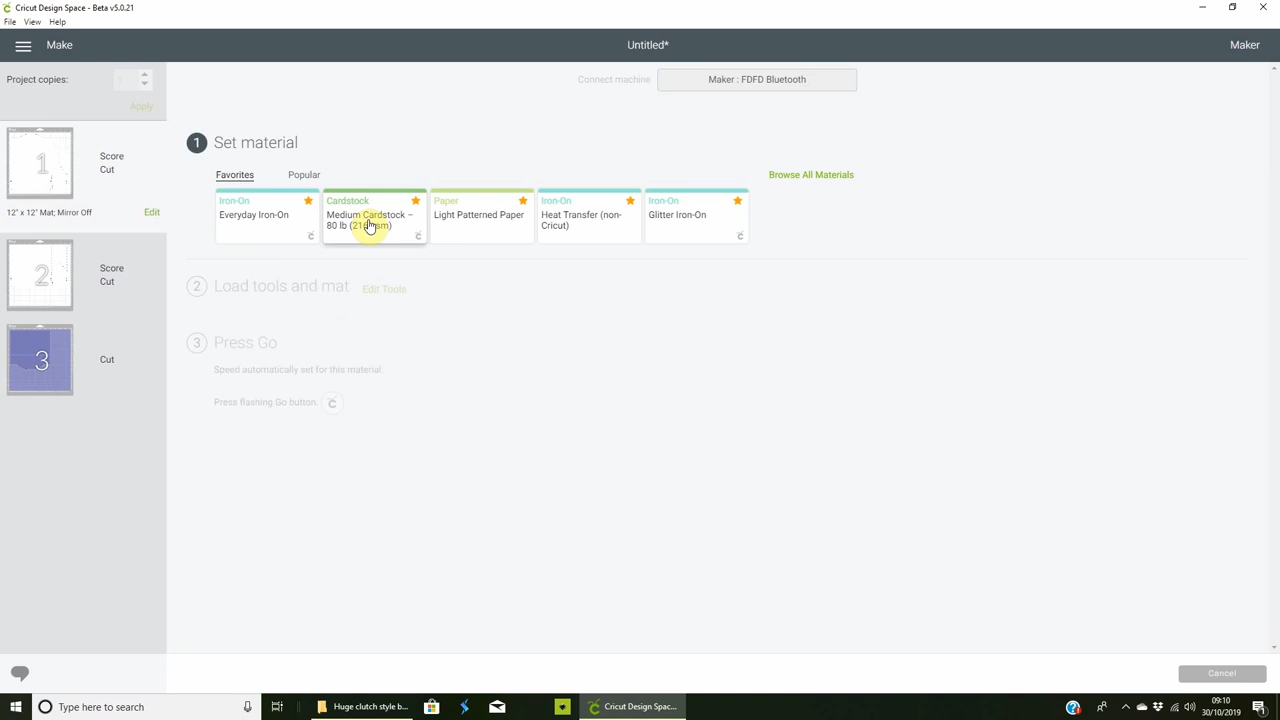 Cricut Design Space - Beta v5.0.21
File View Help
Make
Untitled*
Maker
Project copies:
Apply
Connect machine
Maker : FDFD Bluetooth
1
Score
Cut
12" x 12" Mat; Mirror Off
Edit
2
Score
Cut
3
Cut
1 Set material
Favorites
Popular
Browse All Materials
Iron-On
Everyday Iron-On
Cardstock
Medium Cardstock –
80 lb
Paper
Light Patterned Paper
Iron-On
Heat Transfer (non-
Cricut)
Iron-On
Glitter Iron-On
2 Load tools and mat
Edit Tools
3 Press Go
Speed automatically set for this material.
Press flashing Go button.
Cancel
Type here to search
Huge clutch style b...
Cricut Design Spac...
09:10
30/10/2019
1